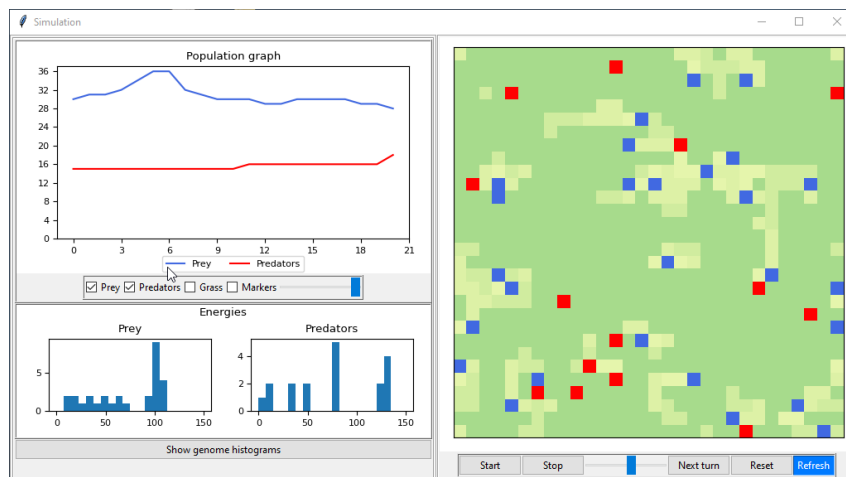 Simulation
Population graph
36
32
28
24
20
16
12
8
4
0
0 3 6 9 12 15 18 21
Prey Predators
Prey Predators Grass Markers
Energies
Prey Predators
5
0
0 50 100 150
4
2
0
0 50 100 150
Show genome histograms
Start Stop Next turn Reset Refresh